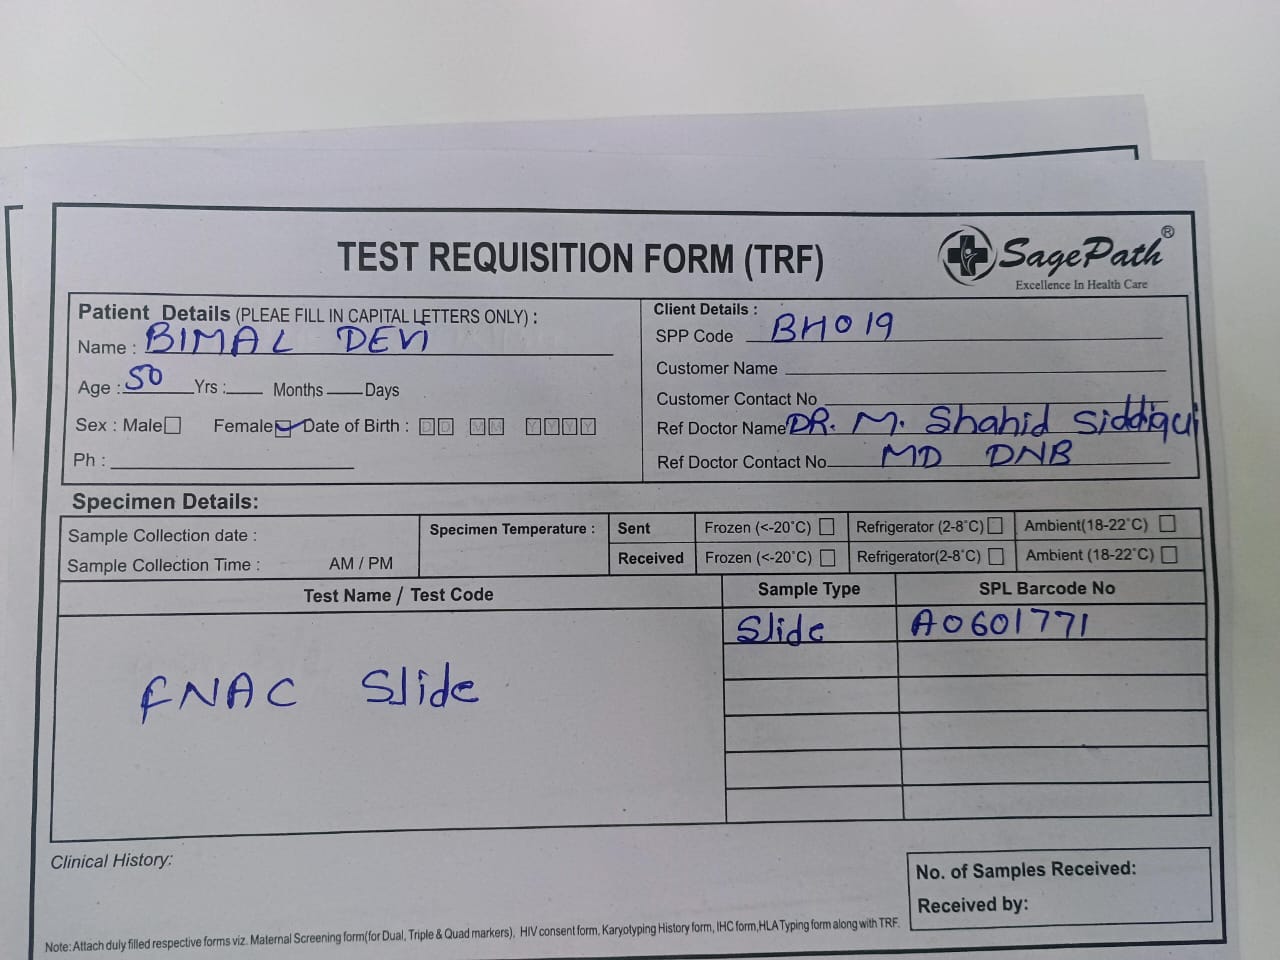 TEST REQUISITION FORM (TRF)
SagePath®
Excellence In Health Care
Patient Details (PLEAE FILL IN CAPITAL LETTERS ONLY) :
Name : BIMAL DEVI
Age : 50 Yrs : Months Days
Sex : Male Female Date of Birth : DD MM YYYY
Ph :
Client Details :
SPP Code BH019
Customer Name
Customer Contact No
Ref Doctor Name DR. M. Shahid Siddiqui
Ref Doctor Contact No. MD DNB
Specimen Details:
Sample Collection date :
Sample Collection Time : AM / PM
Specimen Temperature :
Sent Frozen (<-20°C) Refrigerator (2-8°C) Ambient(18-22°C)
Received Frozen (<-20°C) Refrigerator(2-8°C) Ambient (18-22°C)
Test Name / Test Code Sample Type SPL Barcode No
Slide A0601771
FNAC Slide
Clinical History:
No. of Samples Received:
Received by:
Note: Attach duly filled respective forms viz. Maternal Screening form(for Dual, Triple & Quad markers), HIV consent form, Karyotyping History form, IHC form,HLA Typing form along with TRF.